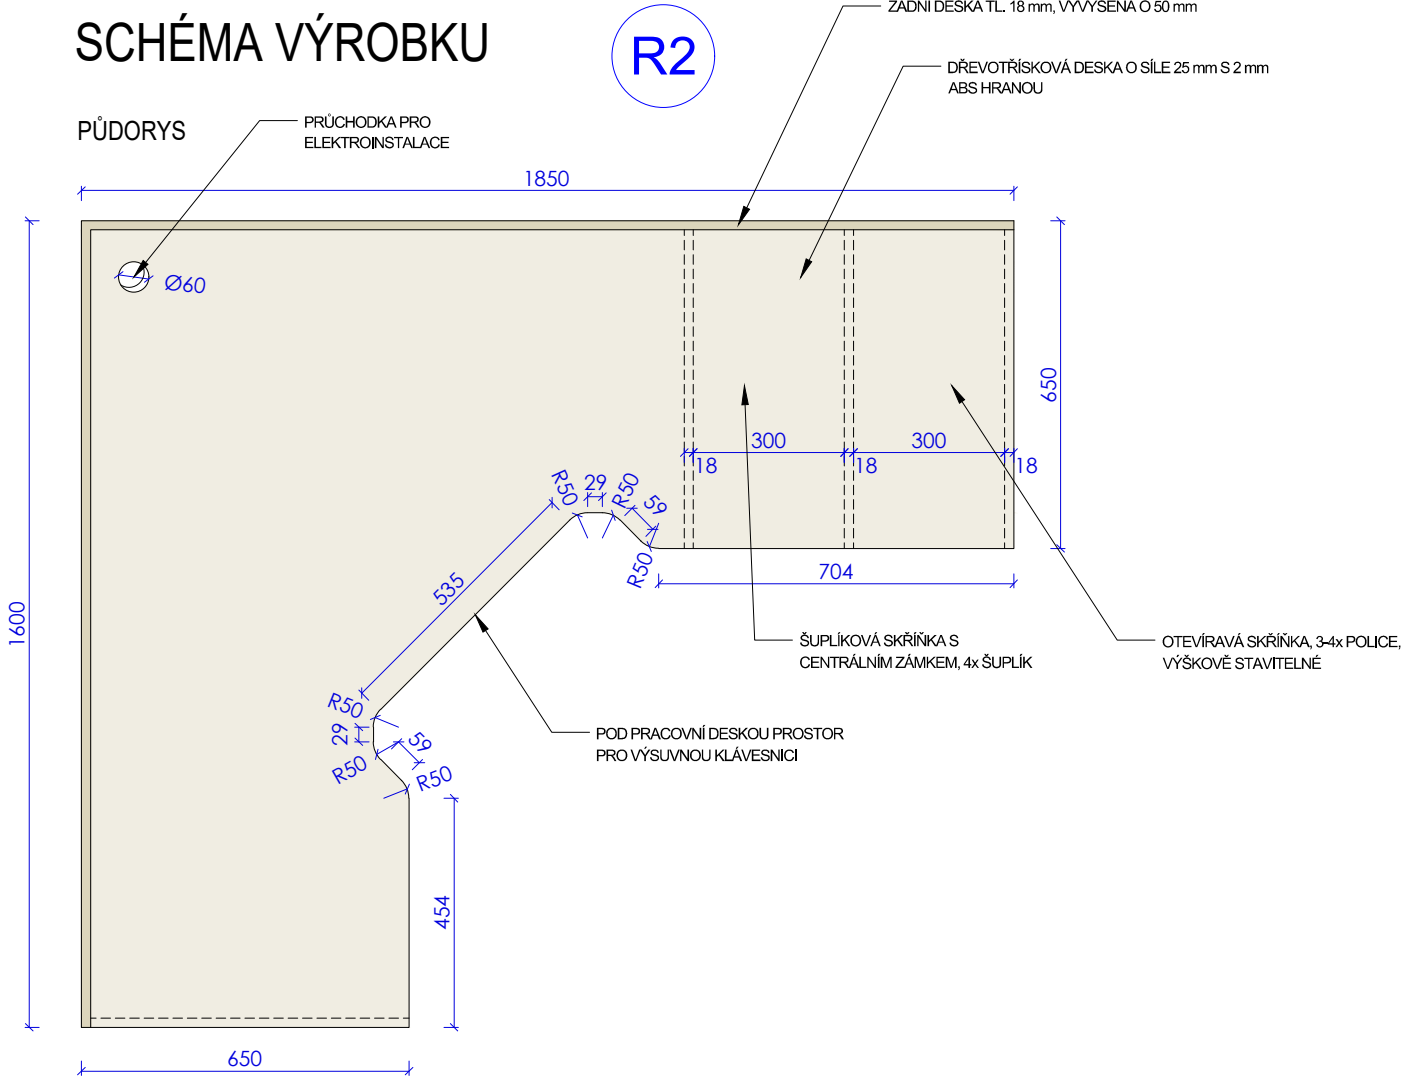 SCHÉMA VÝROBKU
R2
ZADNÍ DESKA TL. 18 mm, VYVÝŠENA O 50 mm
DŘEVOTŘÍSKOVÁ DESKA O SÍLE 25 mm S 2 mm
ABS HRANOU
PŮDORYS
PRŮCHODKA PRO
ELEKTROINSTALACE
1850
Ø60
650
300
300
18
18
18
R50
29
R50
59
R50
704
535
1600
ŠUPLÍKOVÁ SKŘÍŇKA S
CENTRÁLNÍM ZÁMKEM, 4x ŠUPLÍK
OTEVÍRAVÁ SKŘÍŇKA, 3-4x POLICE,
VÝŠKOVĚ STAVITELNÉ
R50
29
59
R50
R50
POD PRACOVNÍ DESKOU PROSTOR
PRO VÝSUVNOU KLÁVESNICI
454
650